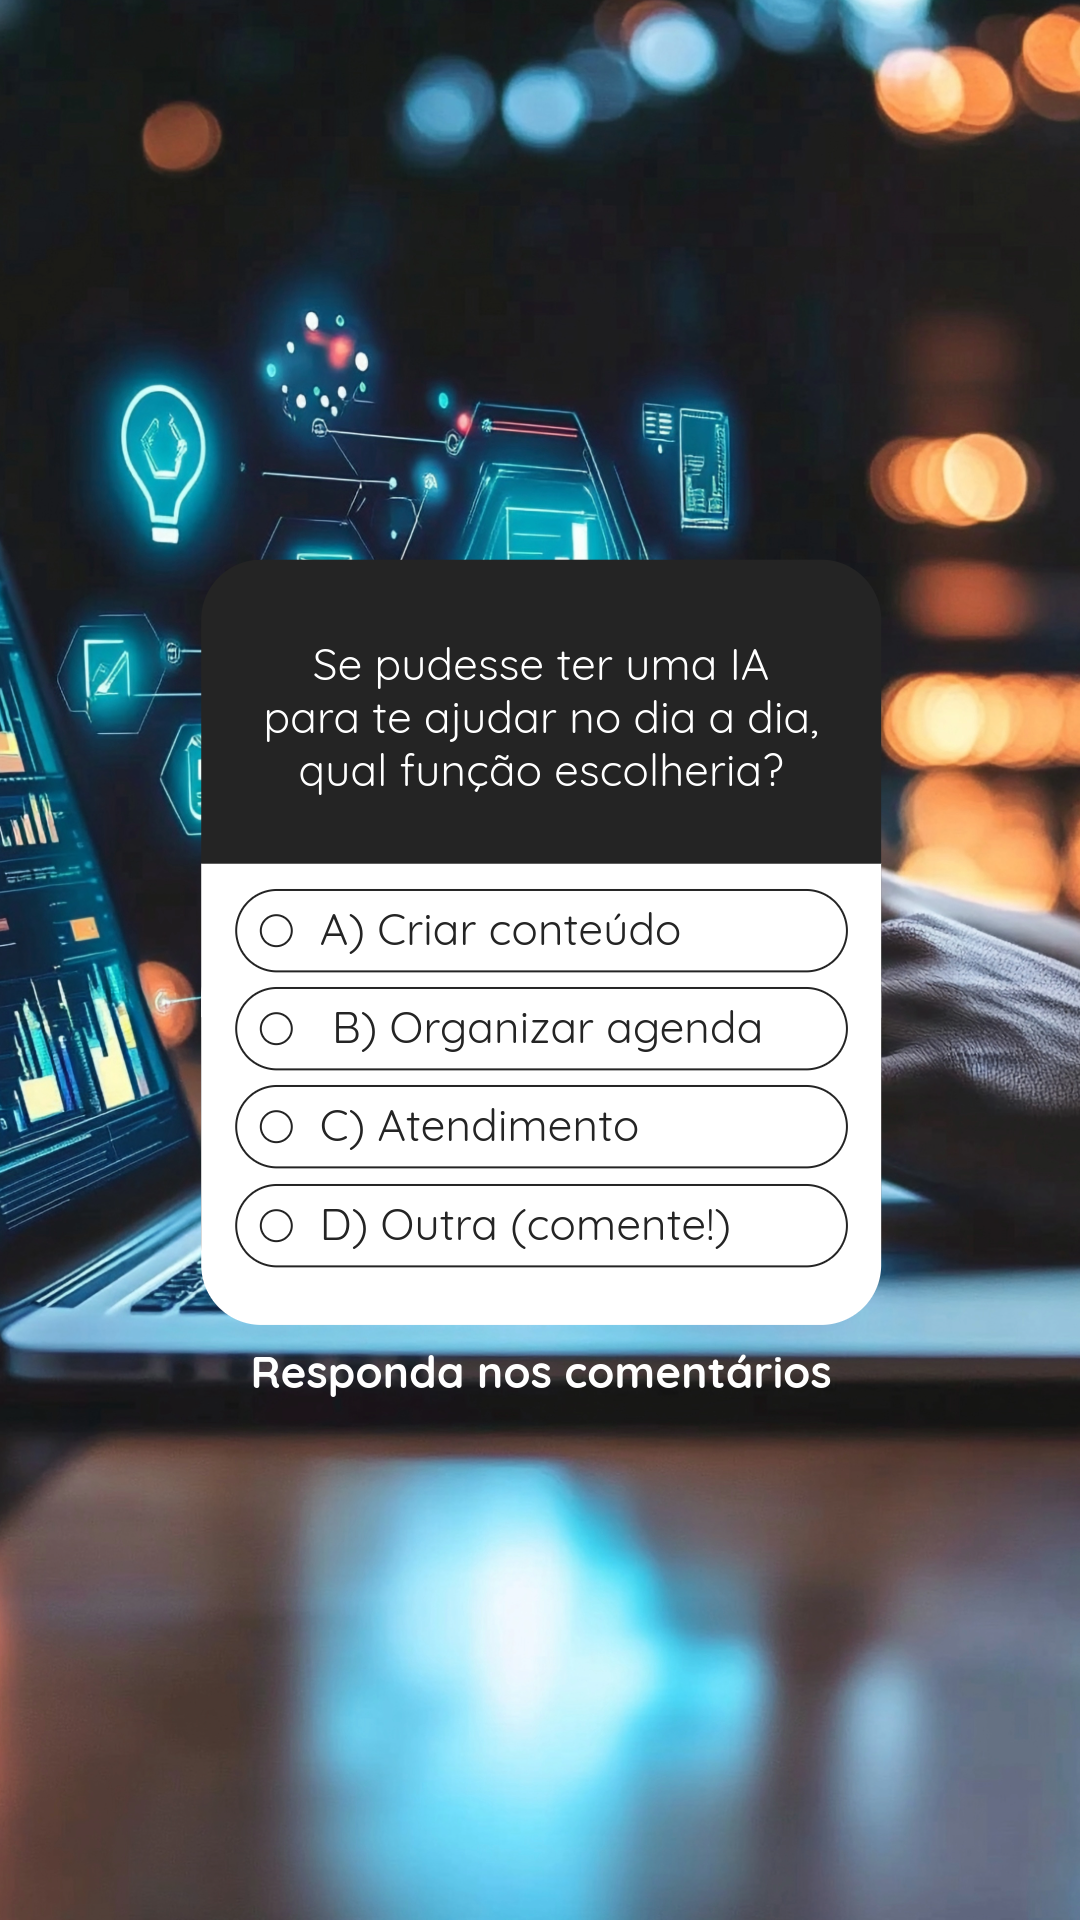 Se pudesse ter uma IA
para te ajudar no dia a dia,
qual função escolheria?
A) Criar conteúdo
B) Organizar agenda
C) Atendimento
D) Outra (comente!)
Responda nos comentários